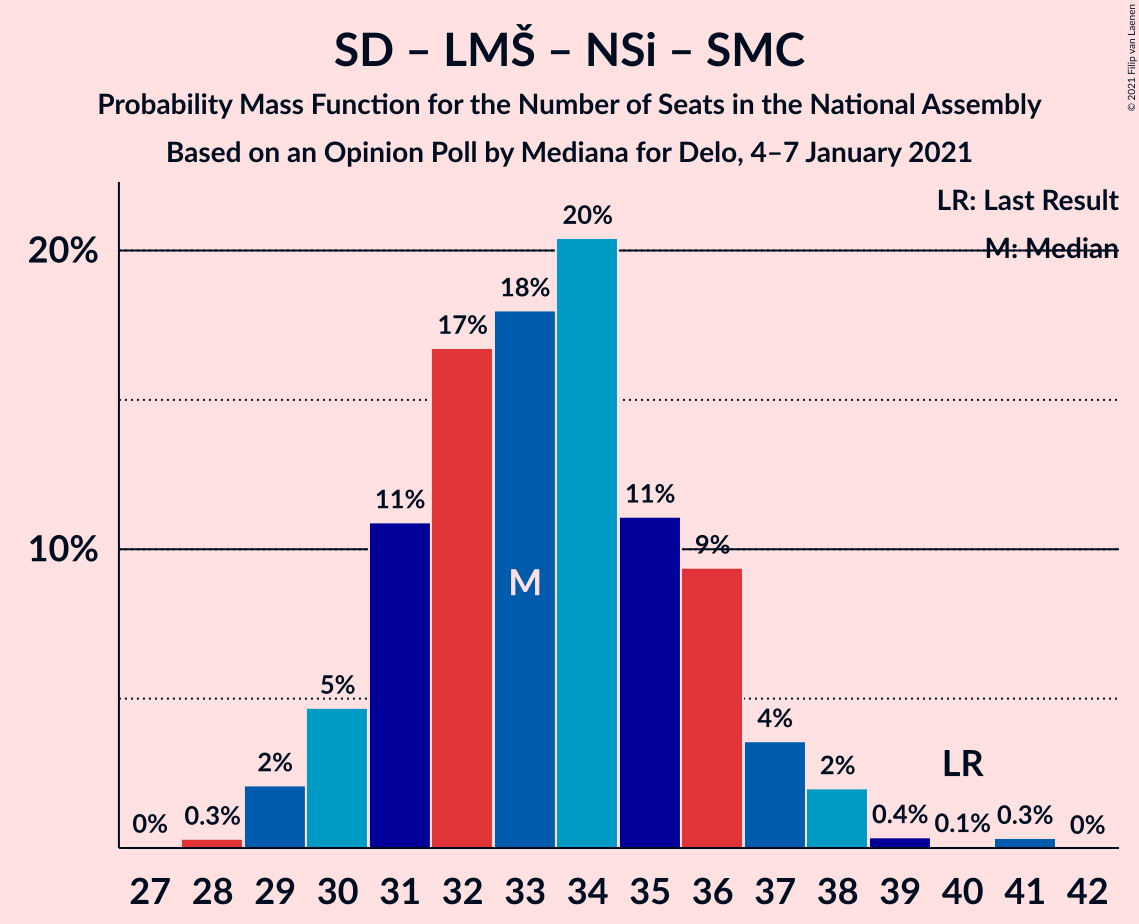 SD – LMŠ – NSi – SMC
Probability Mass Function for the Number of Seats in the National Assembly
Based on an Opinion Poll by Mediana for Delo, 4–7 January 2021
© 2021 Filip van Laenen
LR: Last Result
M: Median
20%
10%
0%
0.3%
2%
5%
11%
17%
18%
20%
11%
9%
4%
2%
0.4%
0.1%
0.3%
0%
M
LR
27 28 29 30 31 32 33 34 35 36 37 38 39 40 41 42